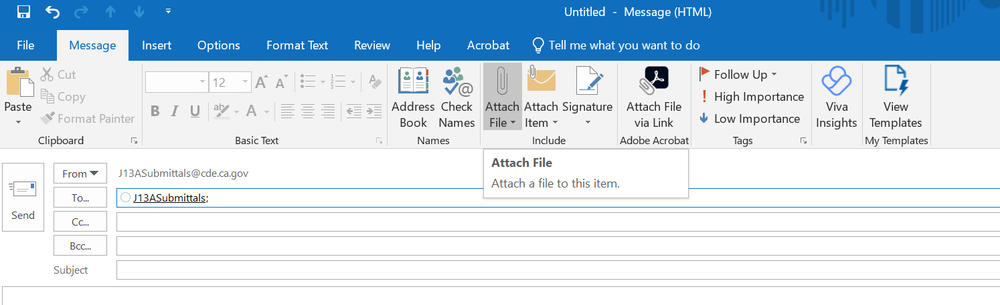 Untitled - Message (HTML)
File Message Insert Options Format Text Review Help Acrobat Tell me what you want to do
Paste
Cut
Copy
Format Painter
Clipboard
12
B I U ab A
Basic Text
Address Book
Check Names
Names
Attach File
Attach Item
Signature
Include
Attach File via Link
Adobe Acrobat
Follow Up
High Importance
Low Importance
Tags
Viva Insights
View Templates
My Templates
Attach File
Attach a file to this item.
Send
From J13ASubmittals@cde.ca.gov
To... J13ASubmittals;
Cc...
Bcc...
Subject